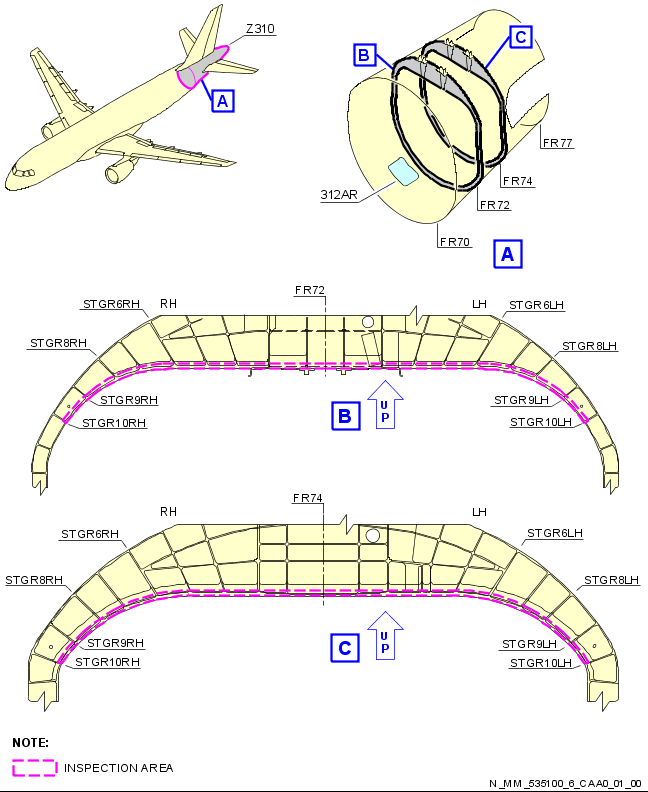 Z310
A
B
C
FR77
FR74
FR72
FR70
312AR
A
FR72
RH
LH
STGR6RH
STGR6LH
STGR8RH
STGR8LH
STGR9RH
STGR9LH
STGR10RH
STGR10LH
B
UP
FR74
RH
LH
STGR6RH
STGR6LH
STGR8RH
STGR8LH
STGR9RH
STGR9LH
STGR10RH
STGR10LH
C
UP
NOTE:
INSPECTION AREA
N_MM_535100_6_CAA0_01_00